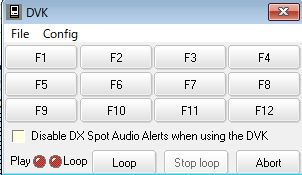 DVK
File Config
F1 F2 F3 F4
F5 F6 F7 F8
F9 F10 F11 F12
Disable DX Spot Audio Alerts when using the DVK
Play Loop Loop Stop loop Abort